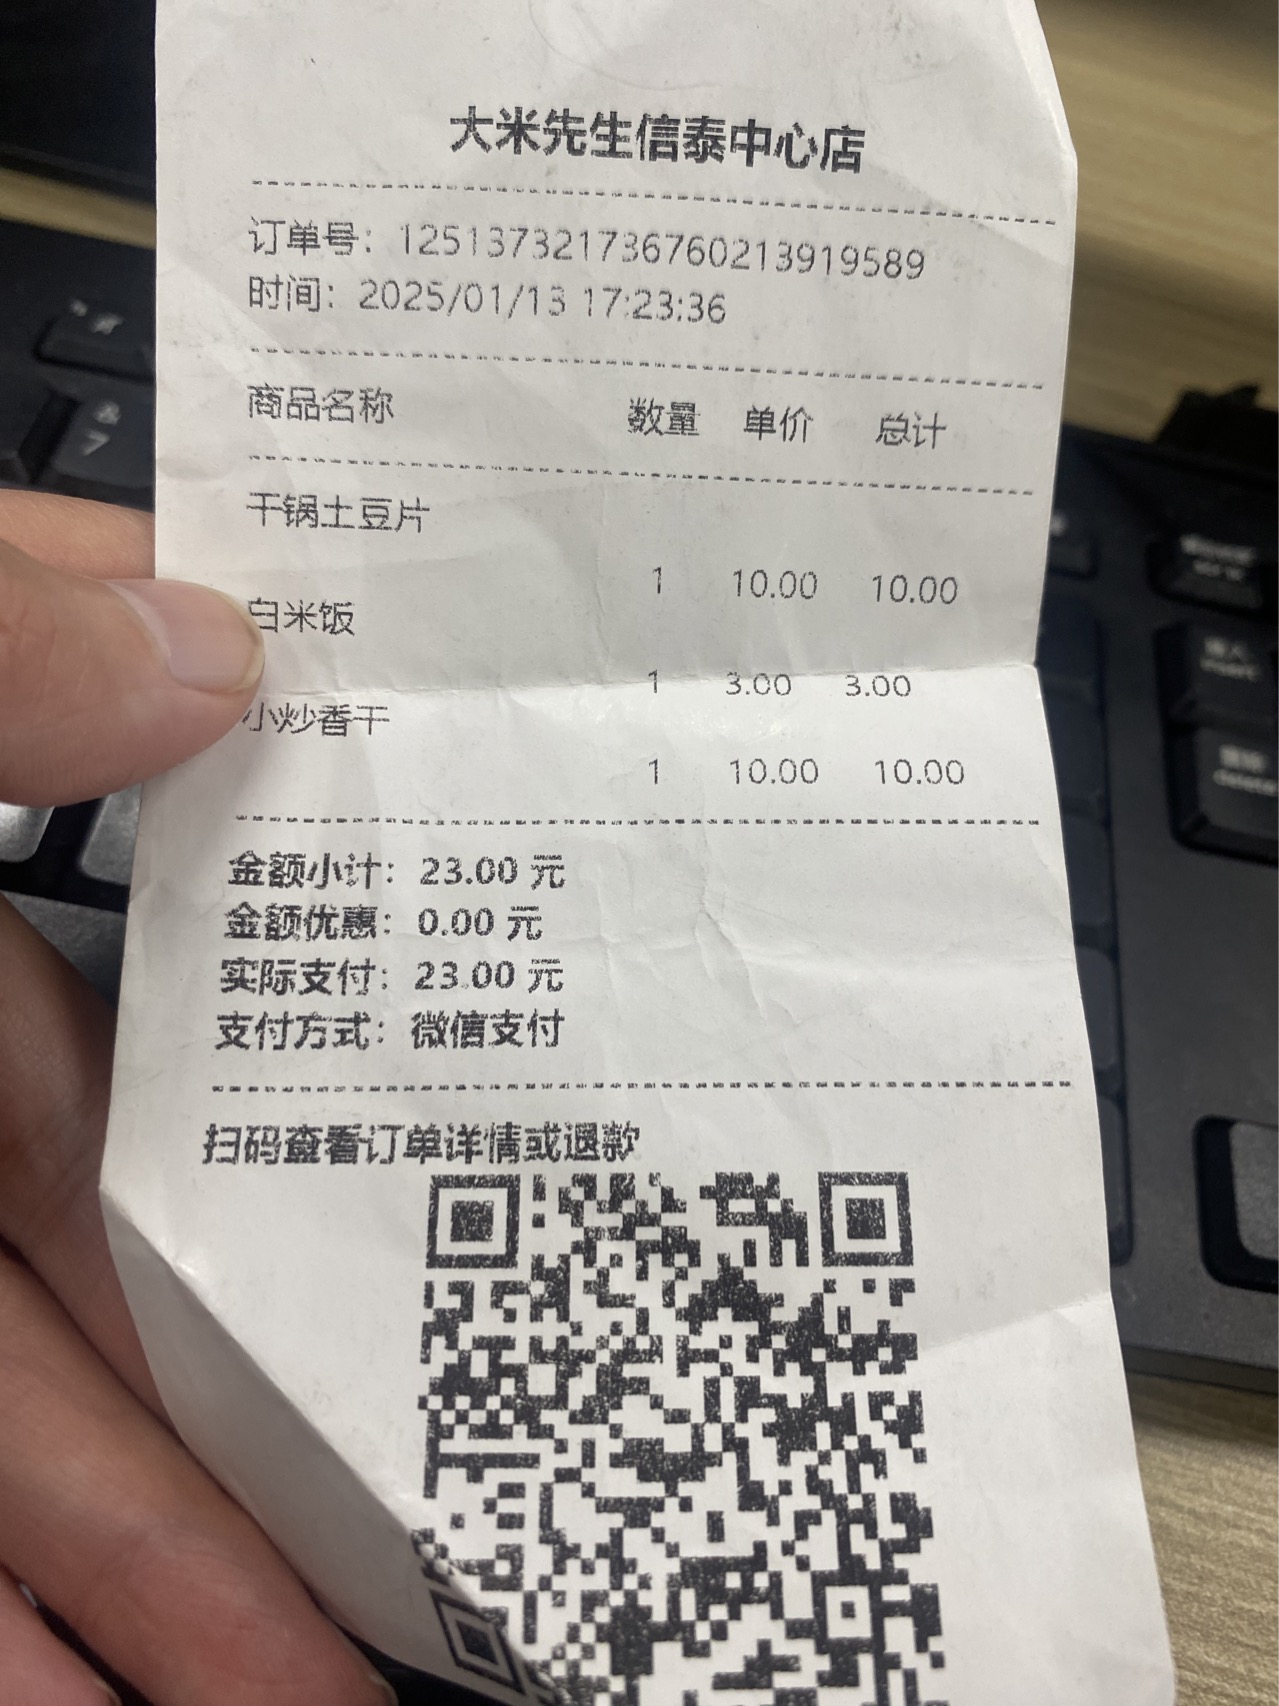 大米先生信泰中心店
订单号：12513732173676021​3919589
时间：2025/01/13 17:23:36
商品名称 数量 单价 总计
干锅土豆片
1 10.00 10.00
白米饭
1 3.00 3.00
小炒香干
1 10.00 10.00
金额小计：23.00 元
金额优惠：0.00 元
实际支付：23.00 元
支付方式：微信支付
扫码查看订单详情或退款
&
7
insert
delete